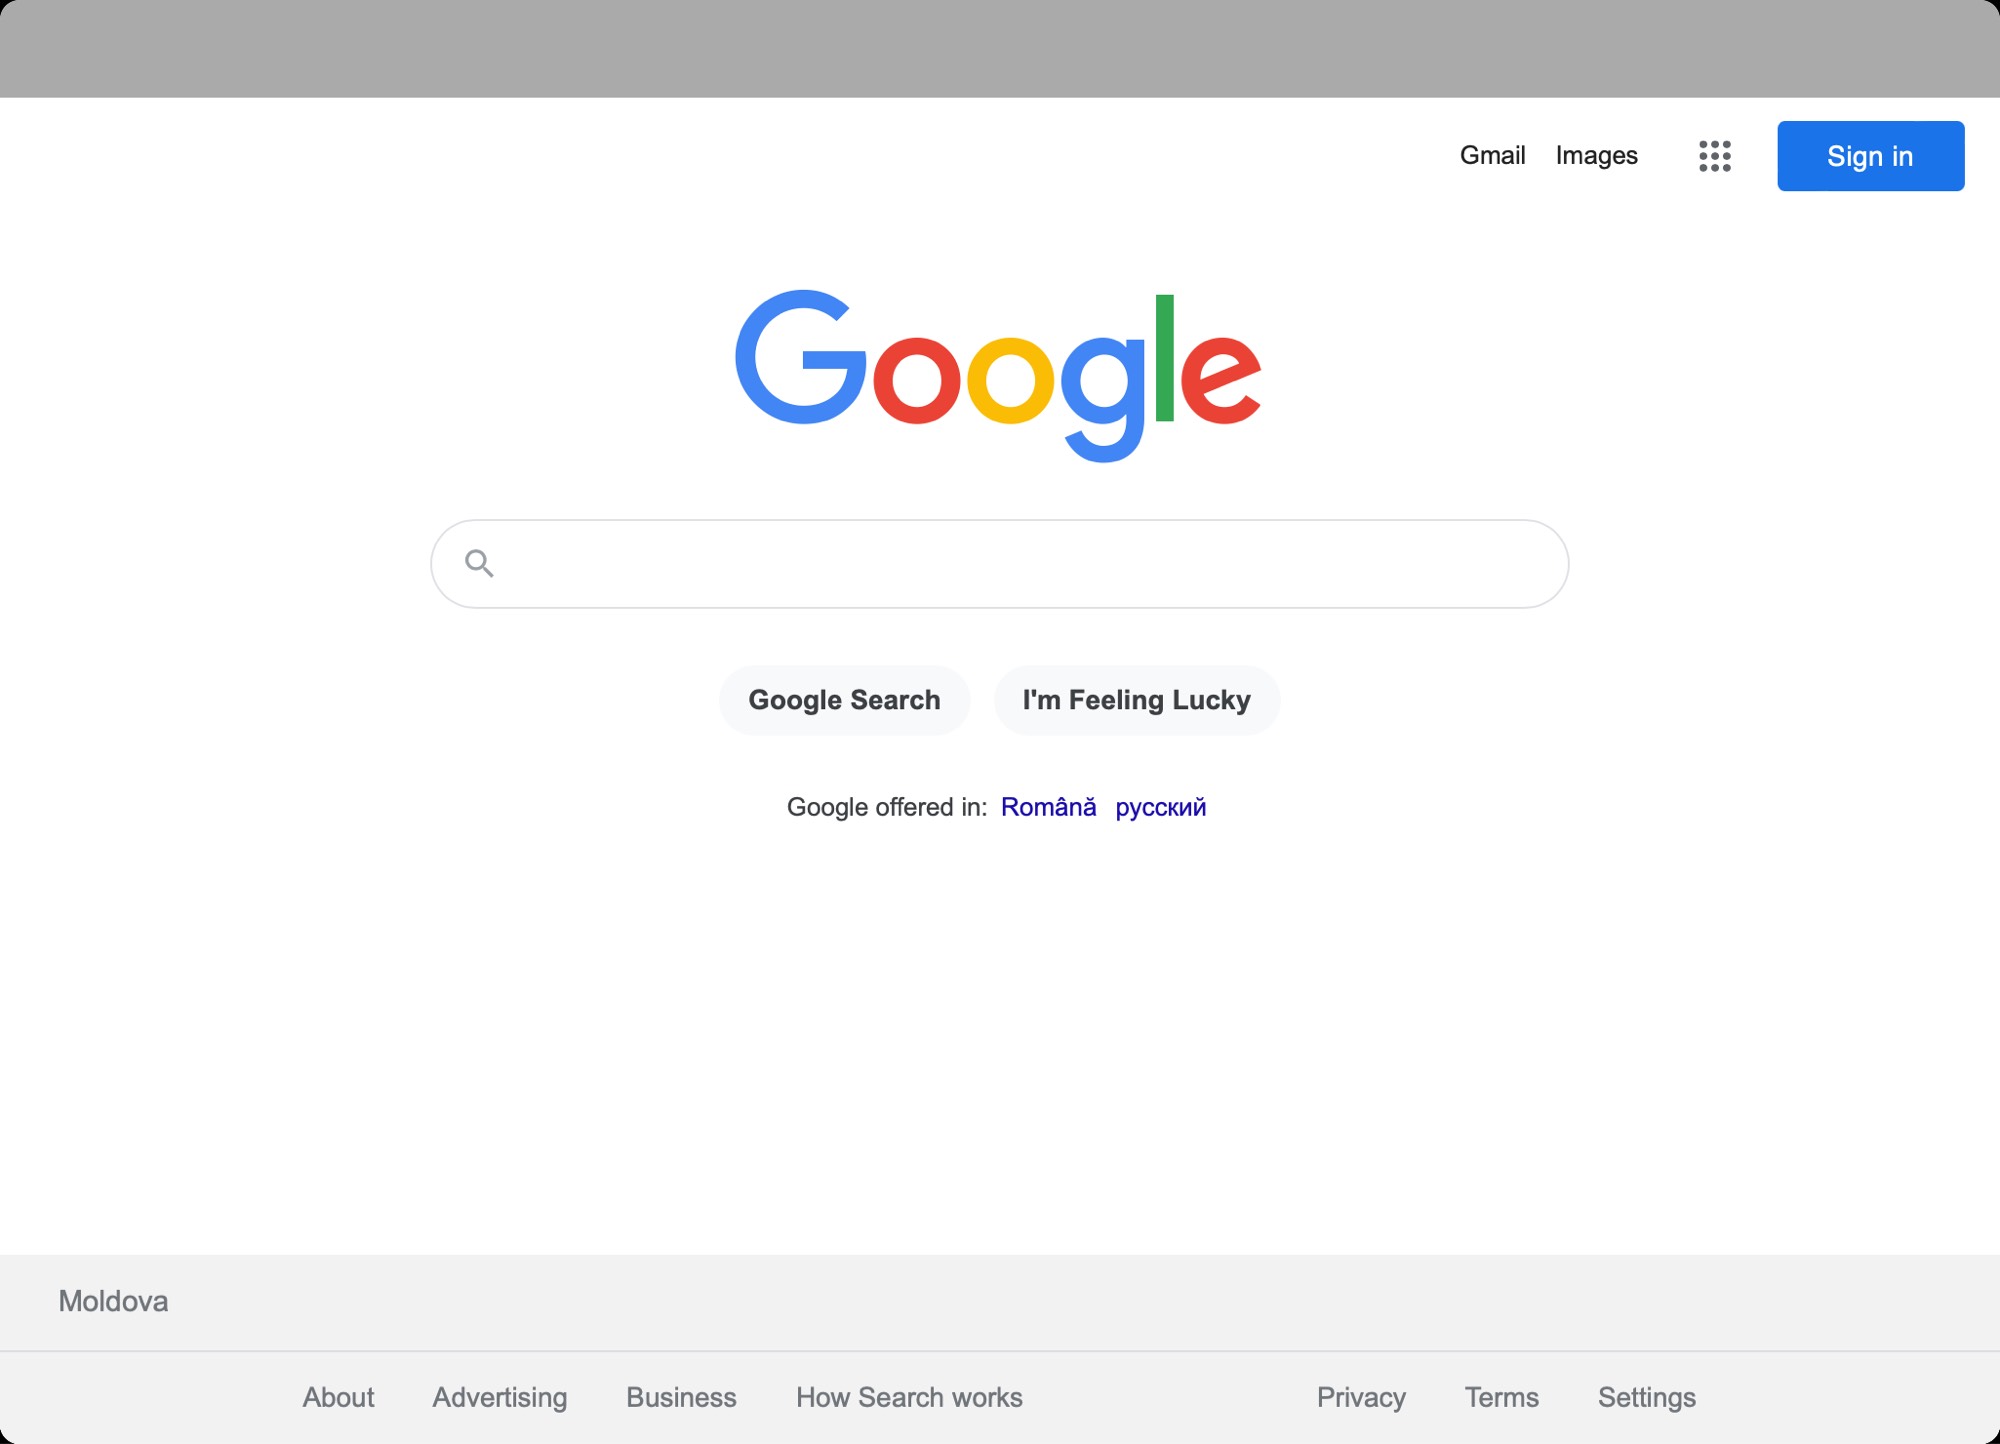 Gmail Images Sign in
Google
Google Search I'm Feeling Lucky
Google offered in: Română русский
Moldova
About Advertising Business How Search works Privacy Terms Settings